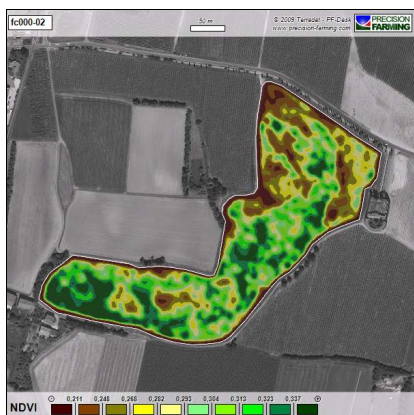 fc000-02
50 m
© 2009 Terradat - PF-Desk
www.precision-farming.com
PRECISION
FARMING
NDVI
0,211 0,248 0,268 0,282 0,293 0,304 0,313 0,323 0,337